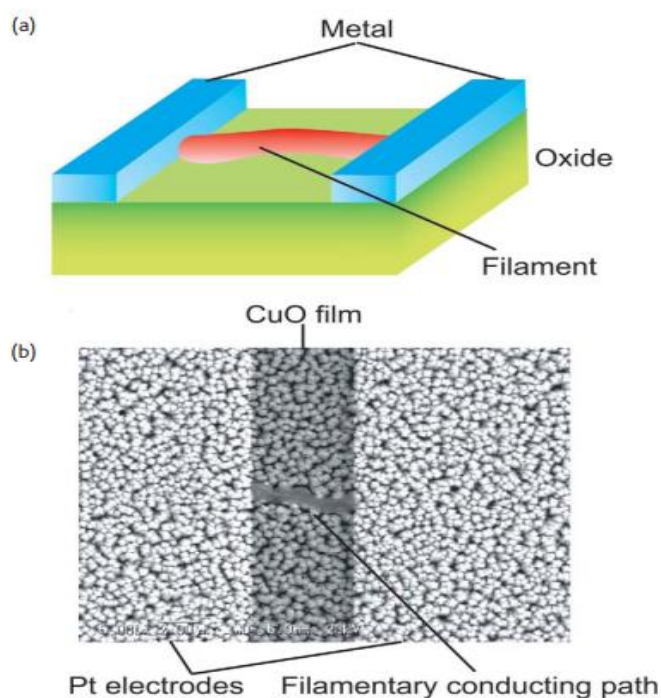 (a)
Metal
Oxide
Filament
CuO film
(b)
Pt electrodes
Filamentary conducting path